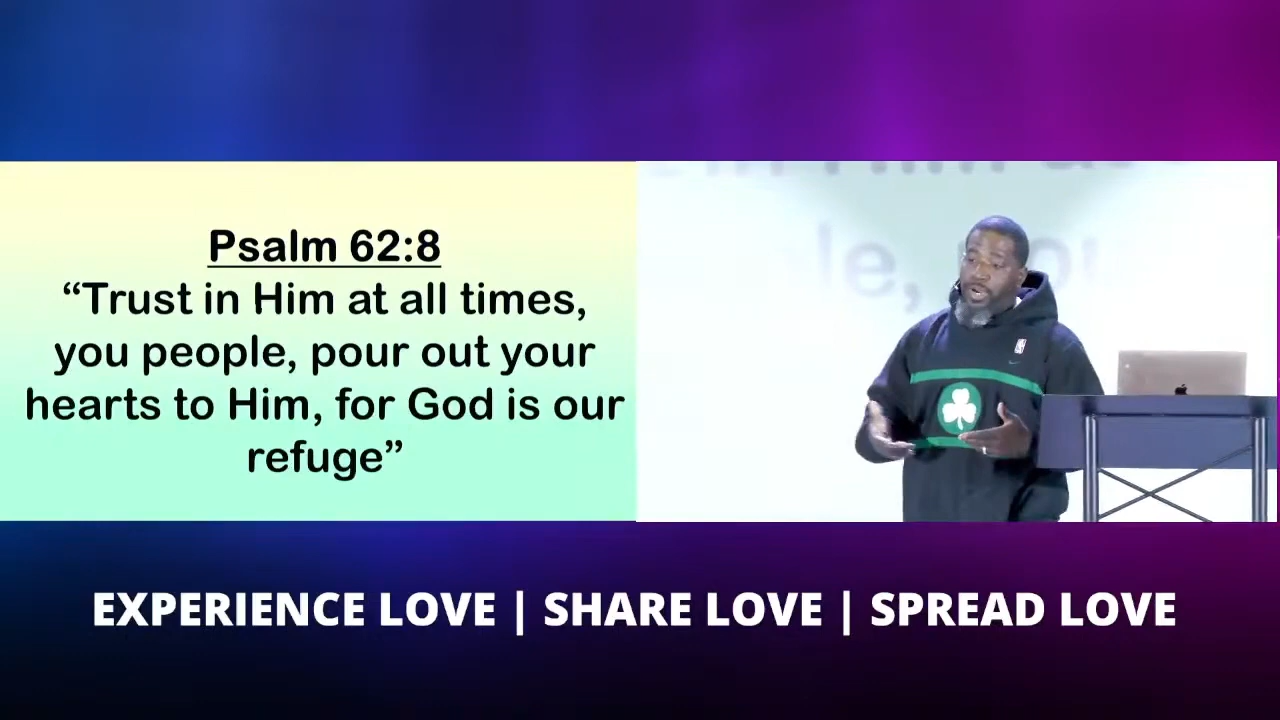 Psalm 62:8
“Trust in Him at all times,
you people, pour out your
hearts to Him, for God is our
refuge”
EXPERIENCE LOVE | SHARE LOVE | SPREAD LOVE